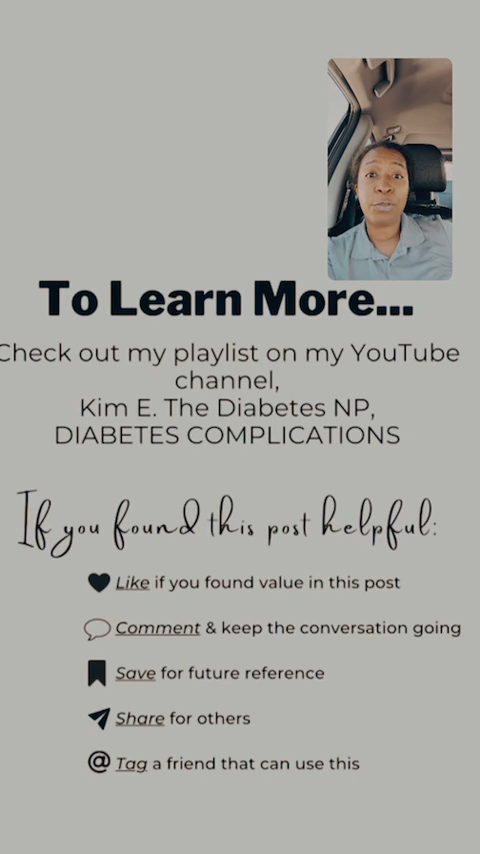 To Learn More...
Check out my playlist on my YouTube
channel,
Kim E. The Diabetes NP,
DIABETES COMPLICATIONS
If you found this post helpful:
Like if you found value in this post
Comment & keep the conversation going
Save for future reference
Share for others
@ Tag a friend that can use this